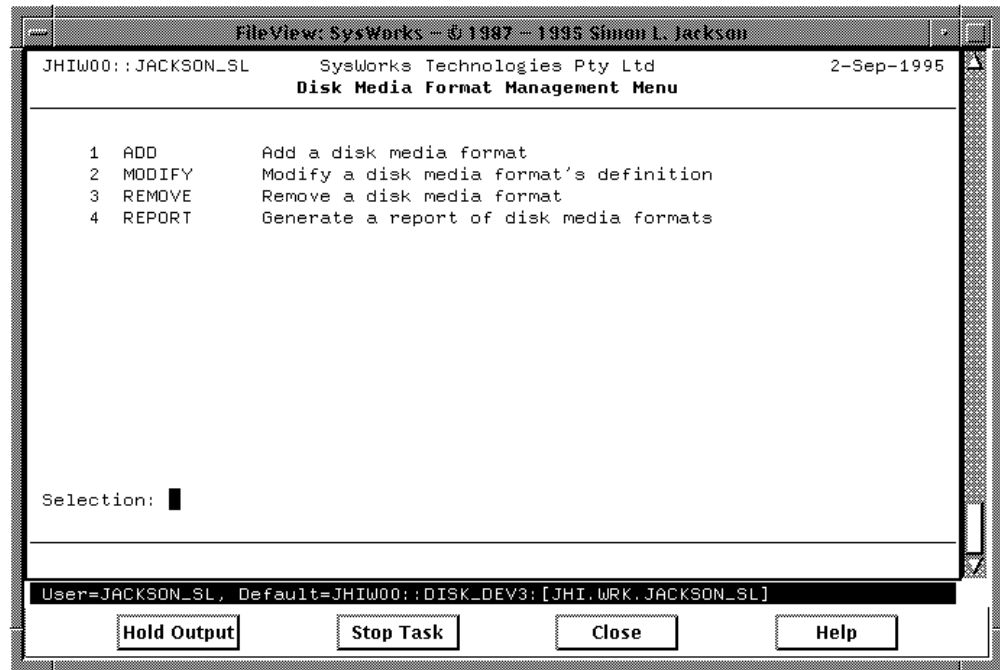 FileView: SysWorks – © 1987 – 1995 Simon L. Jackson
JHIW00::JACKSON_SL SysWorks Technologies Pty Ltd 2-Sep-1995
Disk Media Format Management Menu
1 ADD Add a disk media format
2 MODIFY Modify a disk media format's definition
3 REMOVE Remove a disk media format
4 REPORT Generate a report of disk media formats
Selection:
User=JACKSON_SL, Default=JHIW00::DISK_DEV3:[JHI.WRK.JACKSON_SL]
Hold Output Stop Task Close Help